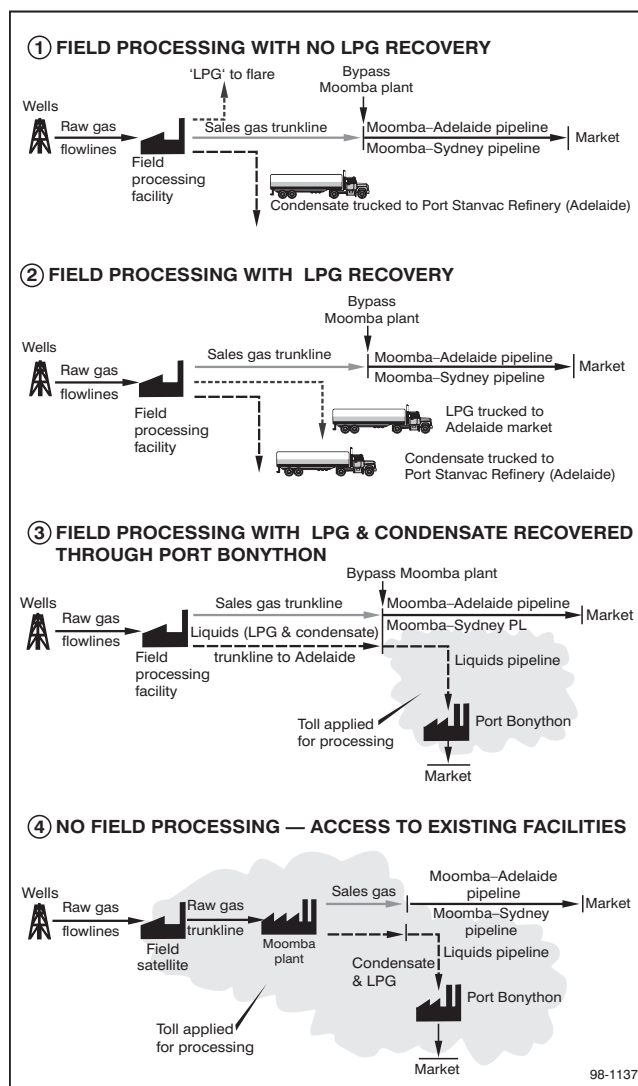 ① FIELD PROCESSING WITH NO LPG RECOVERY
'LPG' to flare
Bypass
Moomba plant
Wells
Raw gas
flowlines
Sales gas trunkline
Moomba–Adelaide pipeline
Moomba–Sydney pipeline
Market
Field
processing
facility
Condensate trucked to Port Stanvac Refinery (Adelaide)
② FIELD PROCESSING WITH LPG RECOVERY
Bypass
Moomba plant
Wells
Raw gas
flowlines
Sales gas trunkline
Moomba–Adelaide pipeline
Moomba–Sydney pipeline
Market
Field
processing
facility
LPG trucked to
Adelaide market
Condensate trucked to
Port Stanvac Refinery (Adelaide)
③ FIELD PROCESSING WITH LPG & CONDENSATE RECOVERED
THROUGH PORT BONYTHON
Bypass Moomba plant
Wells
Raw gas
flowlines
Sales gas trunkline
Moomba–Adelaide pipeline
Moomba–Sydney PL
Market
Liquids (LPG & condensate)
trunkline to Adelaide
Field
processing
facility
Liquids pipeline
Toll applied
for processing
Port Bonython
Market
④ NO FIELD PROCESSING — ACCESS TO EXISTING FACILITIES
Wells
Raw gas
flowlines
Field
satellite
Raw gas
trunkline
Moomba
plant
Sales gas
Moomba–Adelaide
pipeline
Moomba–Sydney
pipeline
Market
Condensate
& LPG
Liquids pipeline
Toll applied
for processing
Port Bonython
Market
98-1137